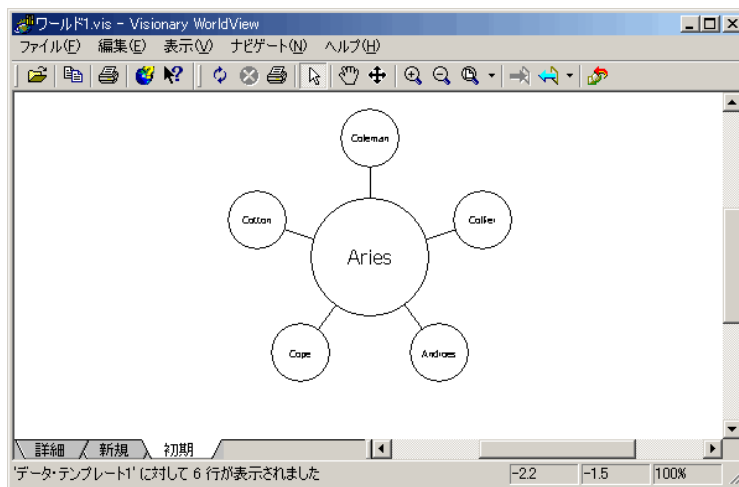 ワールド1.vis - Visionary WorldView
ファイル(F) 編集(E) 表示(V) ナビゲート(N) ヘルプ(H)
Coleman
Cotton
Collier
Aries
Cope
Andraes
詳細 新規 初期
'データ・テンプレート1' に対して 6 行が表示されました -2.2 -1.5 100%